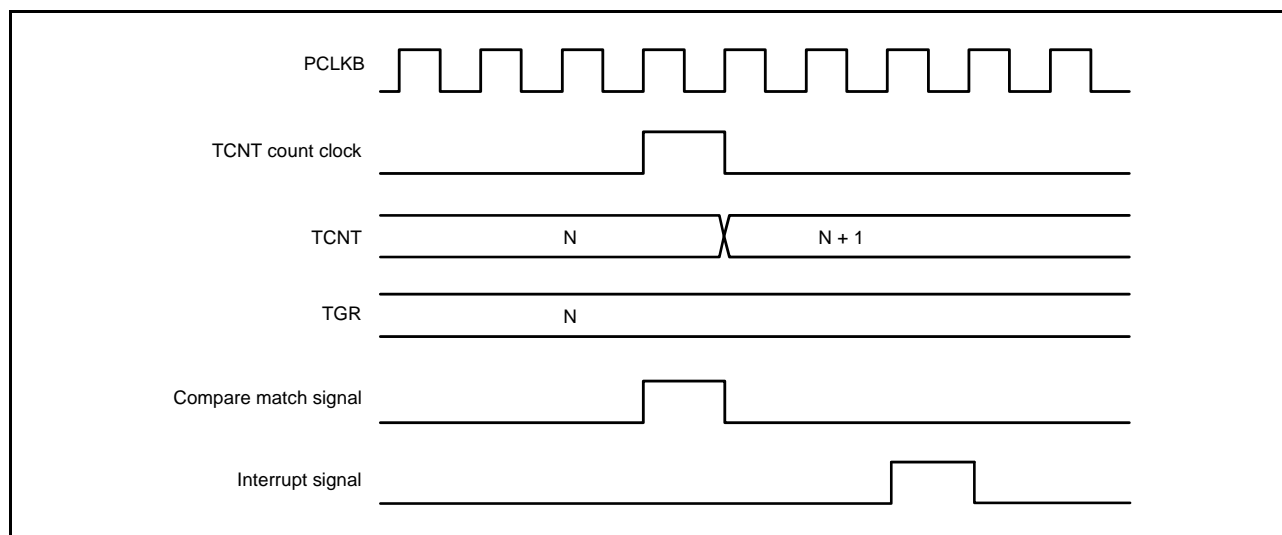 PCLKB
TCNT count clock
TCNT
N
N + 1
TGR
N
Compare match signal
Interrupt signal